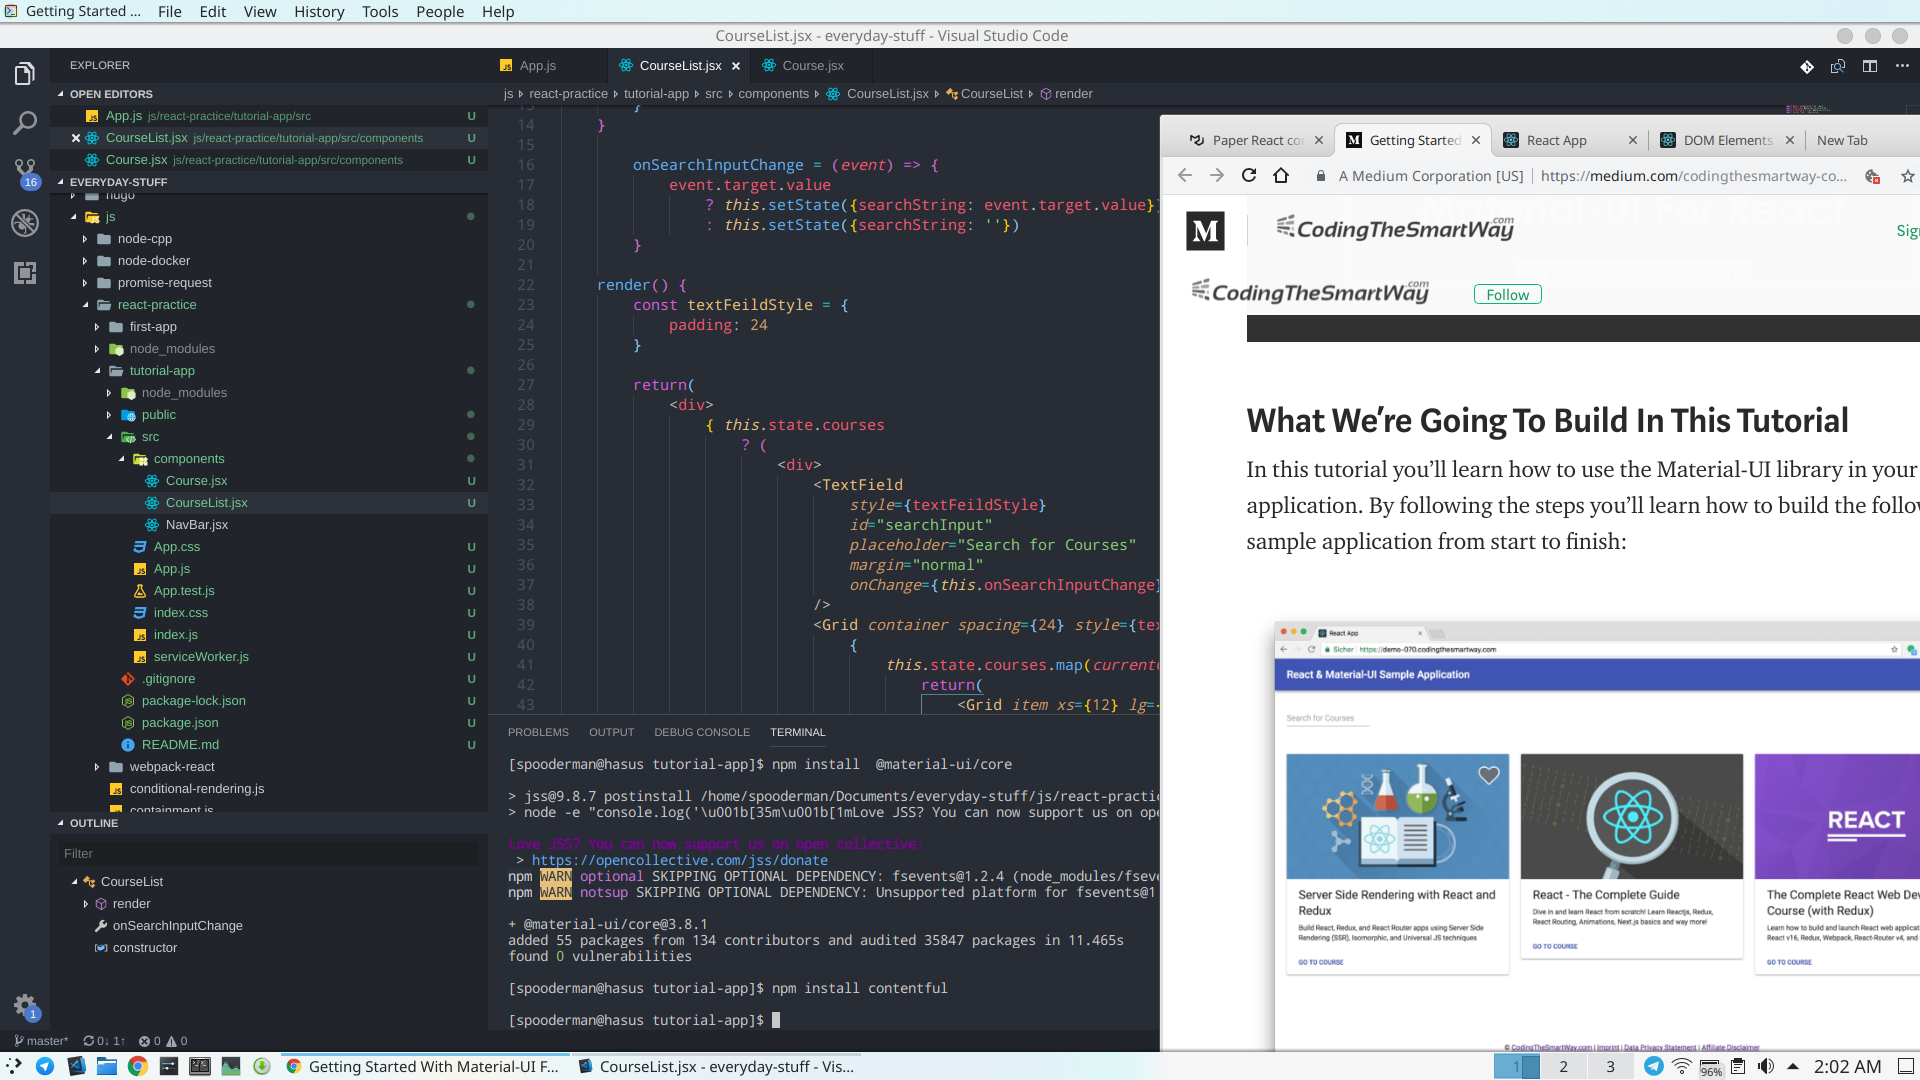 Getting Started ... File Edit View History Tools People Help
CourseList.jsx - everyday-stuff - Visual Studio Code
EXPLORER
OPEN EDITORS
App.js js/react-practice/tutorial-app/src U
CourseList.jsx js/react-practice/tutorial-app/src/components U
Course.jsx js/react-practice/tutorial-app/src/components U
16
EVERYDAY-STUFF
hugo
js
node-cpp
node-docker
promise-request
react-practice
first-app
node_modules
tutorial-app
node_modules
public
src
components
Course.jsx U
CourseList.jsx U
NavBar.jsx U
App.css U
App.js U
App.test.js U
index.css U
index.js U
serviceWorker.js U
.gitignore U
package-lock.json U
package.json U
README.md U
webpack-react
conditional-rendering.js
containment.js
OUTLINE
Filter
CourseList
render
onSearchInputChange
constructor
1
master* 0↓ 1↑ 0 0
App.js CourseList.jsx Course.jsx
js react-practice tutorial-app src components CourseList.jsx CourseList render
13 }
14 }
15
16 onSearchInputChange = (event) => {
17 event.target.value
18 ? this.setState({searchString: event.target.value})
19 : this.setState({searchString: ''})
20 }
21
22 render() {
23 const textFeildStyle = {
24 padding: 24
25 }
26
27 return(
28 <div>
29 { this.state.courses
30 ? (
31 <div>
32 <TextField
33 style={textFeildStyle}
34 id="searchInput"
35 placeholder="Search for Courses"
36 margin="normal"
37 onChange={this.onSearchInputChange}
38 />
39 <Grid container spacing={24} style={te
40 {
41 this.state.courses.map(current
42 return(
43 <Grid item xs={12} lg=
PROBLEMS OUTPUT DEBUG CONSOLE TERMINAL
[spooderman@hasus tutorial-app]$ npm install  @material-ui/core
> jss@9.8.7 postinstall /home/spooderman/Documents/everyday-stuff/js/react-practic
> node -e "console.log('\u001b[35m\u001b[1mLove JSS? You can now support us on ope
Love JSS? You can now support us on open collective:
> https://opencollective.com/jss/donate
npm WARN optional SKIPPING OPTIONAL DEPENDENCY: fsevents@1.2.4 (node_modules/fseve
npm WARN notsup SKIPPING OPTIONAL DEPENDENCY: Unsupported platform for fsevents@1
+ @material-ui/core@3.8.1
added 55 packages from 134 contributors and audited 35847 packages in 11.465s
found 0 vulnerabilities
[spooderman@hasus tutorial-app]$ npm install contentful
[spooderman@hasus tutorial-app]$
Paper React co Getting Started React App DOM Elements New Tab
A Medium Corporation [US] https://medium.com/codingthesmartway-co...
M CodingTheSmartWay.com Sig
CodingTheSmartWay.com Follow
What We're Going To Build In This Tutorial
In this tutorial you'll learn how to use the Material-UI library in your
application. By following the steps you'll learn how to build the follow
sample application from start to finish:
React App
Sicher https://demo-070.codingthesmartway.com
React & Material-UI Sample Application
Search for Courses
REACT
Server Side Rendering with React and
Redux
Build React, Redux, and React Router apps using Server Side
Rendering (SSR), Isomorphic, and Universal JS techniques
GO TO COURSE
React - The Complete Guide
Dive in and learn React from scratch! Learn Reactjs, Redux,
React Routing, Animations, Next.js basics and way more!
GO TO COURSE
The Complete React Web Dev
Course (with Redux)
Learn how to build and launch React web applicat
React v16, Redux, Webpack, React-Router v4, and
GO TO COURSE
© CodingTheSmartWay.com | Imprint | Data Privacy Statement | Affiliate Disclaimer
Getting Started With Material-UI F... CourseList.jsx - everyday-stuff - Vis... 1 2 3 96% 2:02 AM